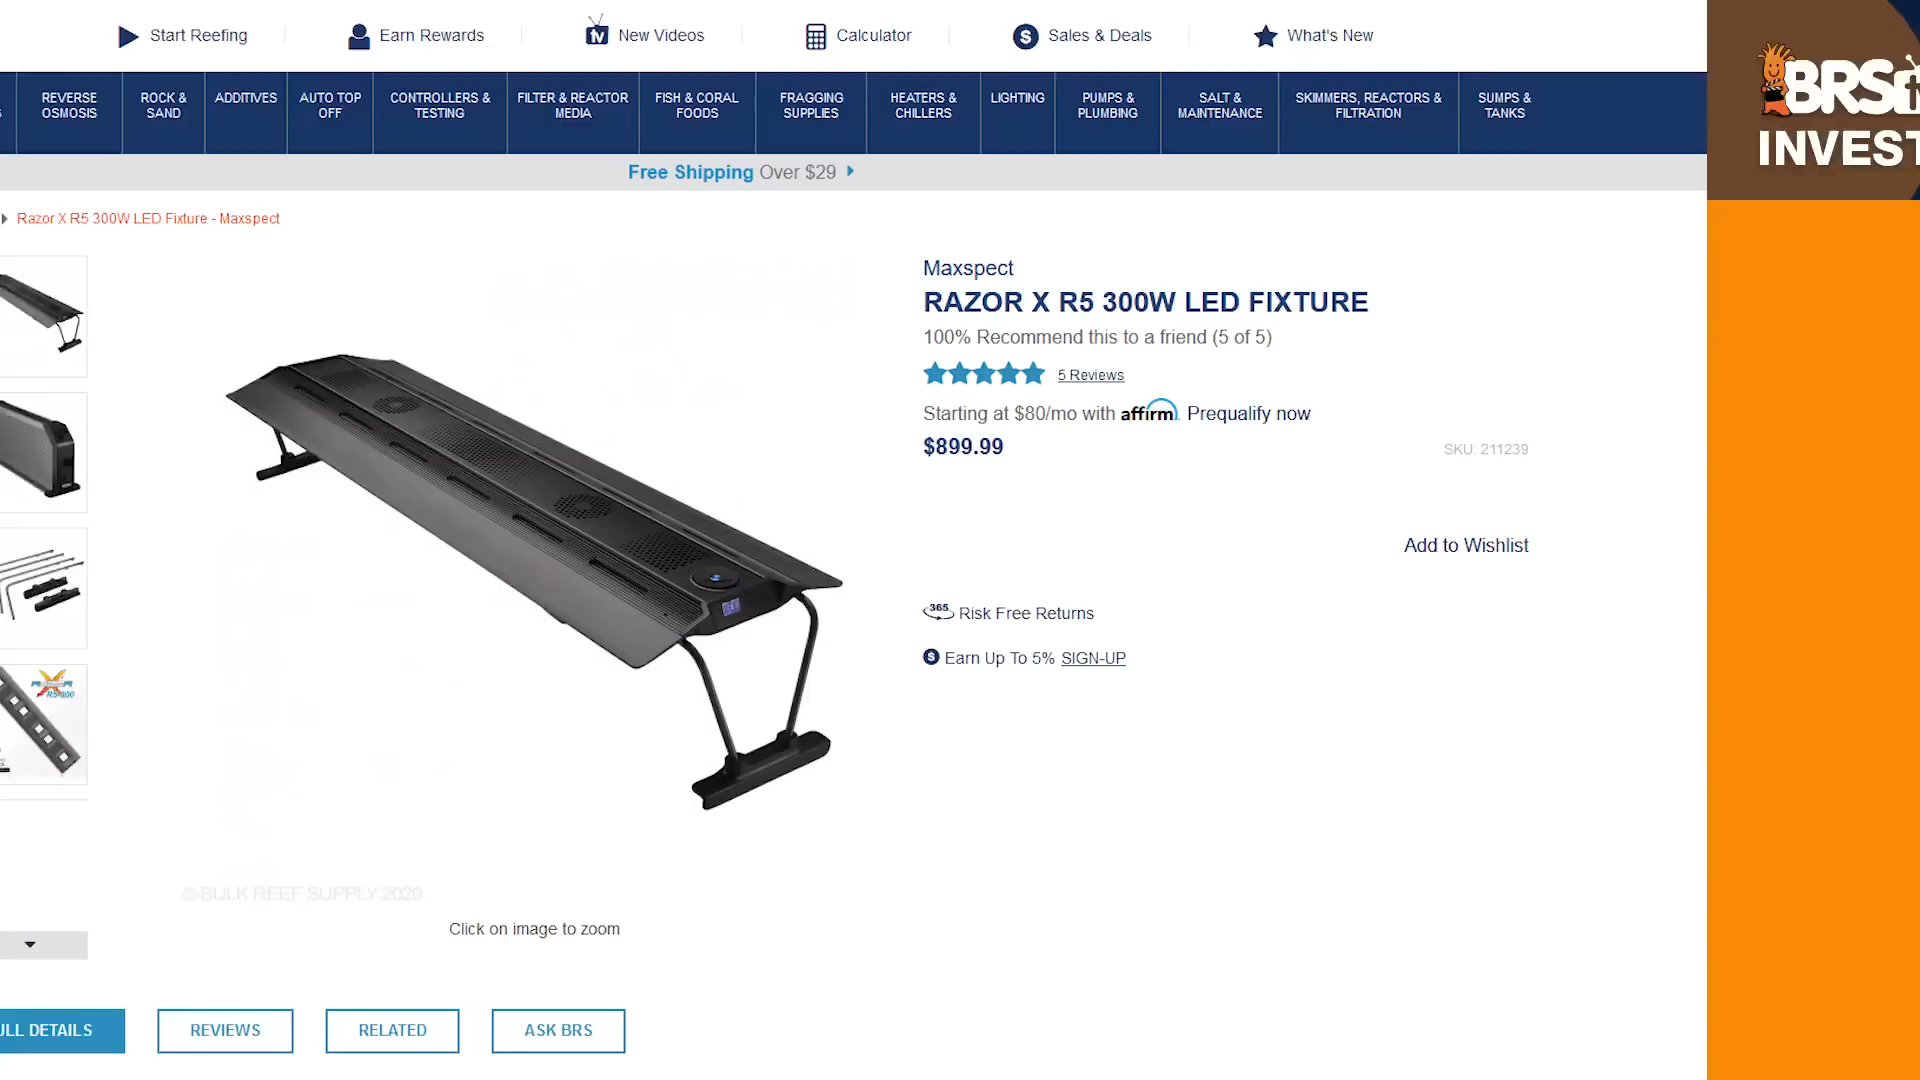 Start Reefing
Earn Rewards
tv
New Videos
Calculator
$
Sales & Deals
What's New
BRS
INVEST
REVERSE
OSMOSIS
ROCK &
SAND
ADDITIVES
AUTO TOP
OFF
CONTROLLERS &
TESTING
FILTER & REACTOR
MEDIA
FISH & CORAL
FOODS
FRAGGING
SUPPLIES
HEATERS &
CHILLERS
LIGHTING
PUMPS &
PLUMBING
SALT &
MAINTENANCE
SKIMMERS, REACTORS &
FILTRATION
SUMPS &
TANKS
Free Shipping Over $29
Razor X R5 300W LED Fixture - Maxspect
Maxspect
RAZOR X R5 300W LED FIXTURE
100% Recommend this to a friend (5 of 5)
5 Reviews
Starting at $80/mo with affirm Prequalify now
$899.99
SKU: 211239
Add to Wishlist
365 Risk Free Returns
$ Earn Up To 5% SIGN-UP
©BULK REEF SUPPLY 2020
Click on image to zoom
ULL DETAILS
REVIEWS
RELATED
ASK BRS